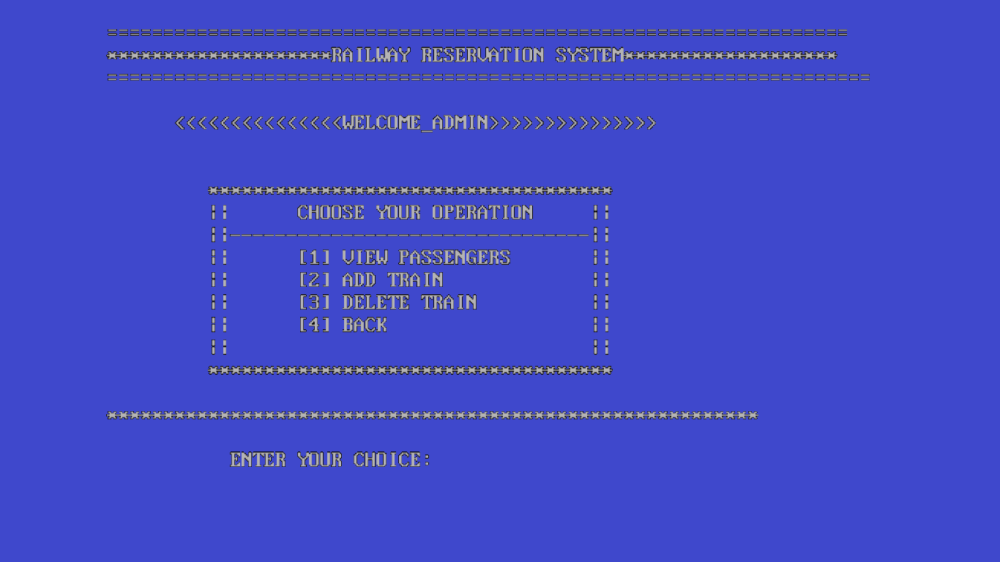 ==================================================================
********************RAILWAY RESERVATION SYSTEM*******************
====================================================================
<<<<<<<<<<<<<<<WELCOME_ADMIN>>>>>>>>>>>>>>>
************************************
|| CHOOSE YOUR OPERATION ||
||--------------------------------||
|| [1] VIEW PASSENGERS ||
|| [2] ADD TRAIN ||
|| [3] DELETE TRAIN ||
|| [4] BACK ||
|| ||
************************************
**********************************************************
ENTER YOUR CHOICE: